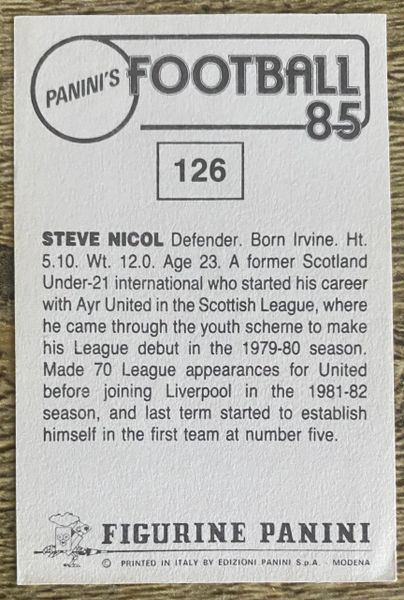 PANINI'S FOOTBALL
85
126
STEVE NICOL Defender. Born Irvine. Ht.
5.10. Wt. 12.0. Age 23. A former Scotland
Under-21 international who started his career
with Ayr United in the Scottish League, where
he came through the youth scheme to make
his League debut in the 1979-80 season.
Made 70 League appearances for United
before joining Liverpool in the 1981-82
season, and last term started to establish
himself in the first team at number five.
FIGURINE PANINI
© PRINTED IN ITALY BY EDIZIONI PANINI S.p.A. MODENA